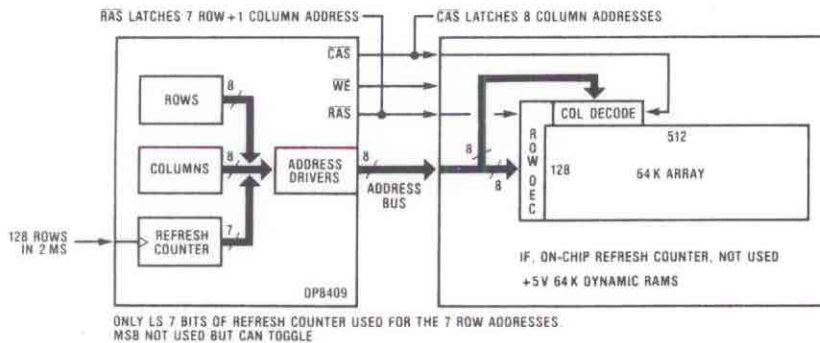 RAS LATCHES 7 ROW+1 COLUMN ADDRESS
CAS LATCHES 8 COLUMN ADDRESSES
CAS
WE
RAS
ROWS
8
COLUMNS
8
ADDRESS
DRIVERS
8
ADDRESS
BUS
128 ROWS
IN 2 MS
REFRESH
COUNTER
7
DP8409
8
8
COL DECODE
ROW DEC
512
128
64K ARRAY
IF, ON-CHIP REFRESH COUNTER, NOT USED
+5V 64K DYNAMIC RAMS
ONLY LS 7 BITS OF REFRESH COUNTER USED FOR THE 7 ROW ADDRESSES.
MSB NOT USED BUT CAN TOGGLE